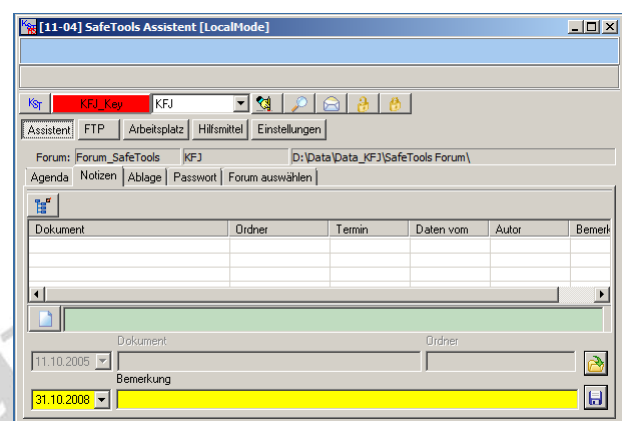 [11-04] SafeTools Assistent [LocalMode]
KST KFJ_Key KFJ
Assistent FTP Arbeitsplatz Hilfsmittel Einstellungen
Forum: Forum_SafeTools KFJ D:\Data\Data_KFJ\SafeTools Forum\
Agenda Notizen Ablage Passwort Forum auswählen
Dokument Ordner Termin Daten vom Autor Bemerk
Dokument Ordner
11.10.2005
Bemerkung
31.10.2008